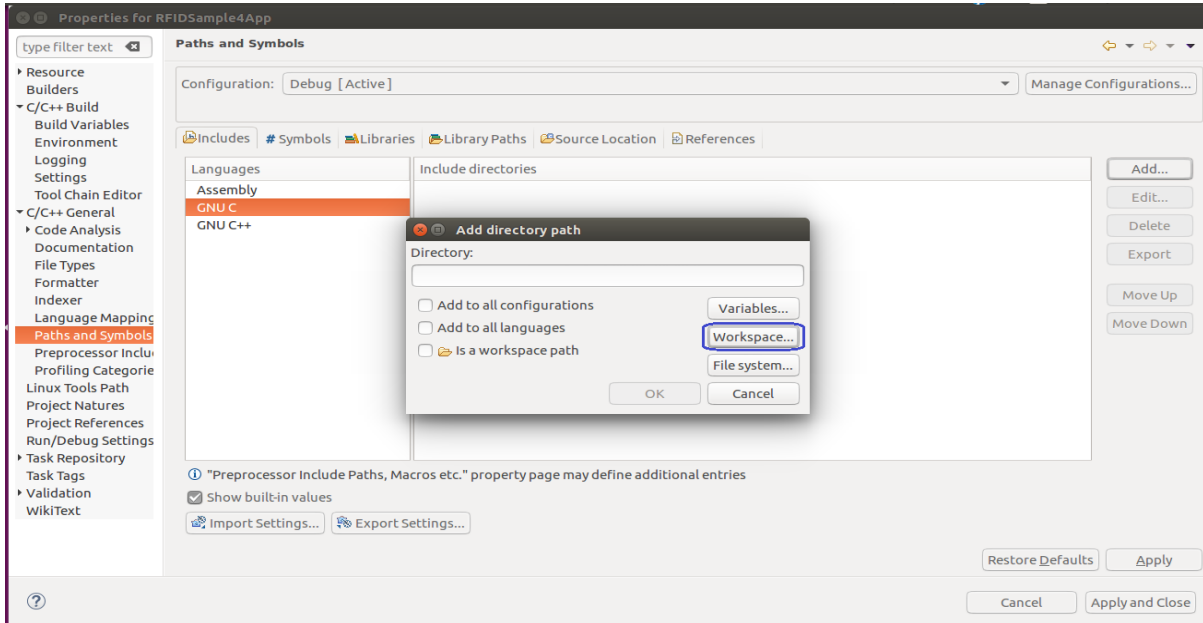 Properties for RFIDSample4App
type filter text
Resource
Builders
C/C++ Build
Build Variables
Environment
Logging
Settings
Tool Chain Editor
C/C++ General
Code Analysis
Documentation
File Types
Formatter
Indexer
Language Mapping
Paths and Symbols
Preprocessor Inclu
Profiling Categorie
Linux Tools Path
Project Natures
Project References
Run/Debug Settings
Task Repository
Task Tags
Validation
WikiText
Paths and Symbols
Configuration: Debug [Active] Manage Configurations...
Includes # Symbols Libraries Library Paths Source Location References
Languages Include directories
Assembly
GNU C
GNU C++
Add...
Edit...
Delete
Export
Move Up
Move Down
Add directory path
Directory:
Add to all configurations Variables...
Add to all languages Workspace...
Is a workspace path File system...
OK Cancel
"Preprocessor Include Paths, Macros etc." property page may define additional entries
Show built-in values
Import Settings... Export Settings...
Restore Defaults Apply
Cancel Apply and Close